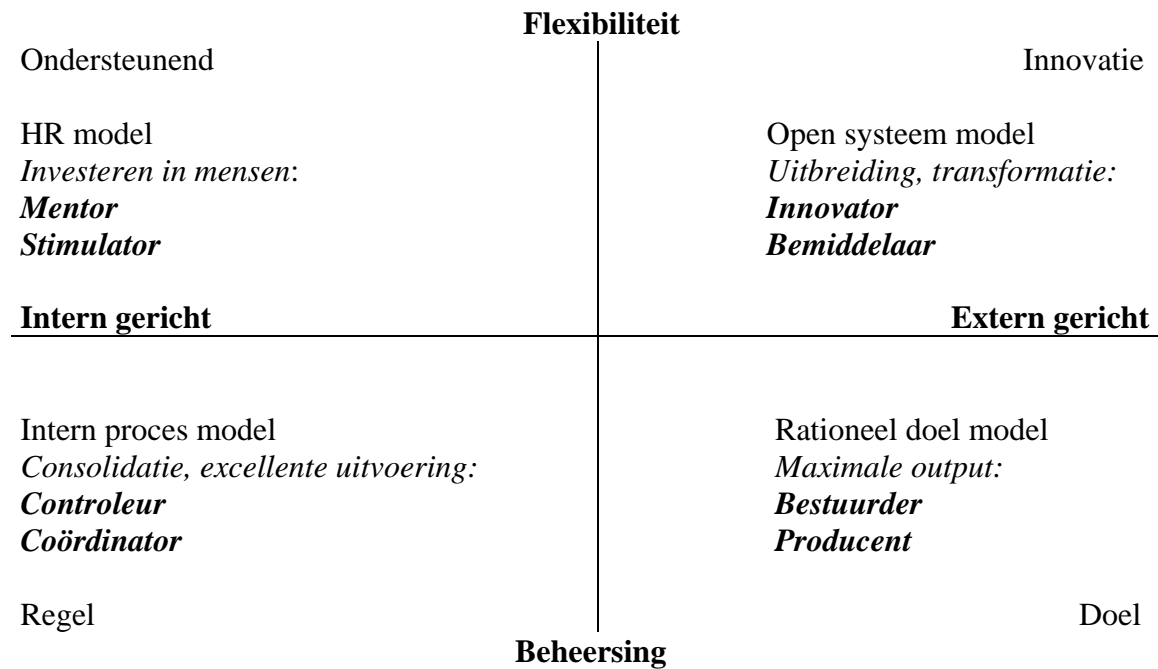 Flexibiliteit
Ondersteunend
Innovatie
HR model
Investeren in mensen:
Mentor
Stimulator
Open systeem model
Uitbreiding, transformatie:
Innovator
Bemiddelaar
Intern gericht
Extern gericht
Intern proces model
Consolidatie, excellente uitvoering:
Controleur
Coördinator
Rationeel doel model
Maximale output:
Bestuurder
Producent
Regel
Doel
Beheersing